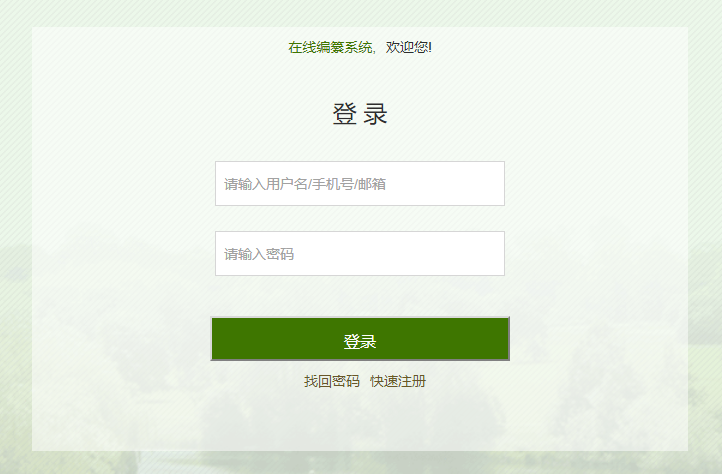 在线编纂系统，欢迎您!
登 录
请输入用户名/手机号/邮箱
请输入密码
登录
找回密码 快速注册